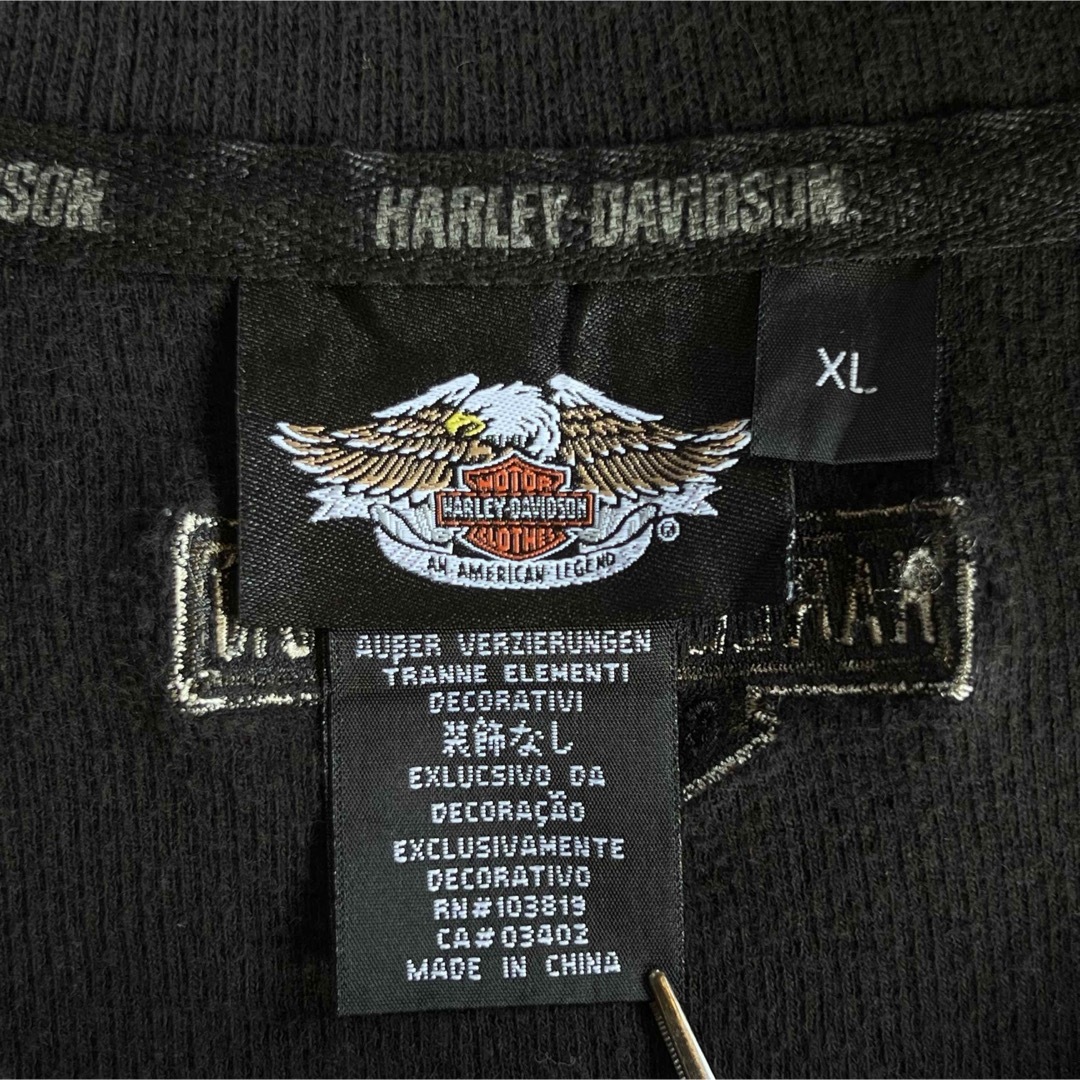 SON.
HARLEY-DAVIDSON.
XL
MOTOR
HARLEY-DAVIDSON
CLOTHES
®
AN AMERICAN LEGEND
AUßER VERZIERUNGEN
TRANNE ELEMENTI
DECORATIVI
装飾なし
EXLUCSIVO DA
DECORAÇÃO
EXCLUSIVAMENTE
DECORATIVO
RN#103819
CA#03402
MADE IN CHINA